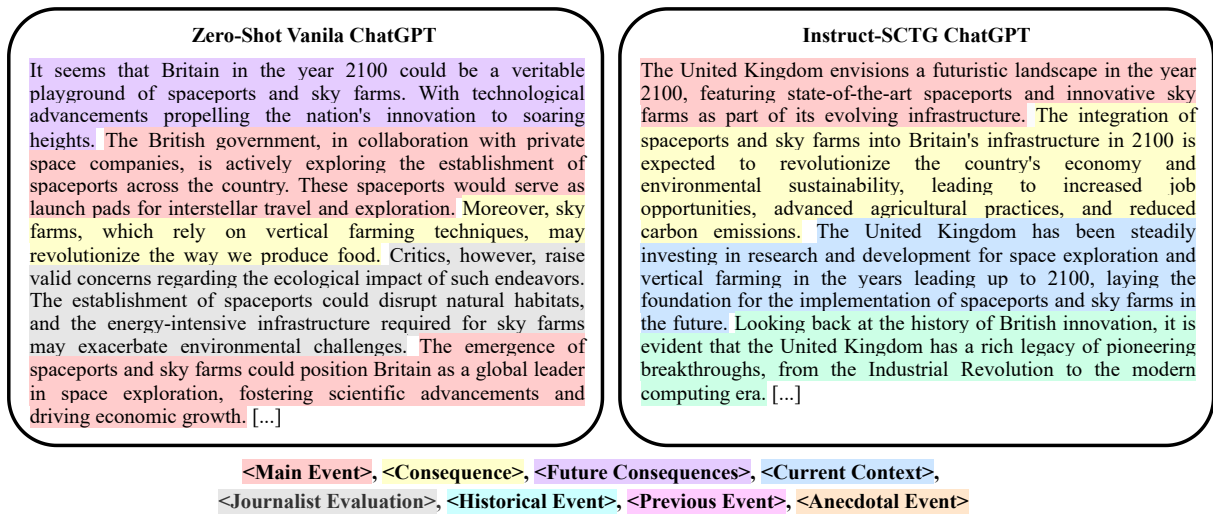 Zero-Shot Vanila ChatGPT
It seems that Britain in the year 2100 could be a veritable
playground of spaceports and sky farms. With technological
advancements propelling the nation's innovation to soaring
heights. The British government, in collaboration with private
space companies, is actively exploring the establishment of
spaceports across the country. These spaceports would serve as
launch pads for interstellar travel and exploration. Moreover, sky
farms, which rely on vertical farming techniques, may
revolutionize the way we produce food. Critics, however, raise
valid concerns regarding the ecological impact of such endeavors.
The establishment of spaceports could disrupt natural habitats,
and the energy-intensive infrastructure required for sky farms
may exacerbate environmental challenges. The emergence of
spaceports and sky farms could position Britain as a global leader
in space exploration, fostering scientific advancements and
driving economic growth. [...]
Instruct-SCTG ChatGPT
The United Kingdom envisions a futuristic landscape in the year
2100, featuring state-of-the-art spaceports and innovative sky
farms as part of its evolving infrastructure. The integration of
spaceports and sky farms into Britain's infrastructure in 2100 is
expected to revolutionize the country's economy and
environmental sustainability, leading to increased job
opportunities, advanced agricultural practices, and reduced
carbon emissions. The United Kingdom has been steadily
investing in research and development for space exploration and
vertical farming in the years leading up to 2100, laying the
foundation for the implementation of spaceports and sky farms in
the future. Looking back at the history of British innovation, it is
evident that the United Kingdom has a rich legacy of pioneering
breakthroughs, from the Industrial Revolution to the modern
computing era. [...]
<Main Event>, <Consequence>, <Future Consequences>, <Current Context>,
<Journalist Evaluation>, <Historical Event>, <Previous Event>, <Anecdotal Event>